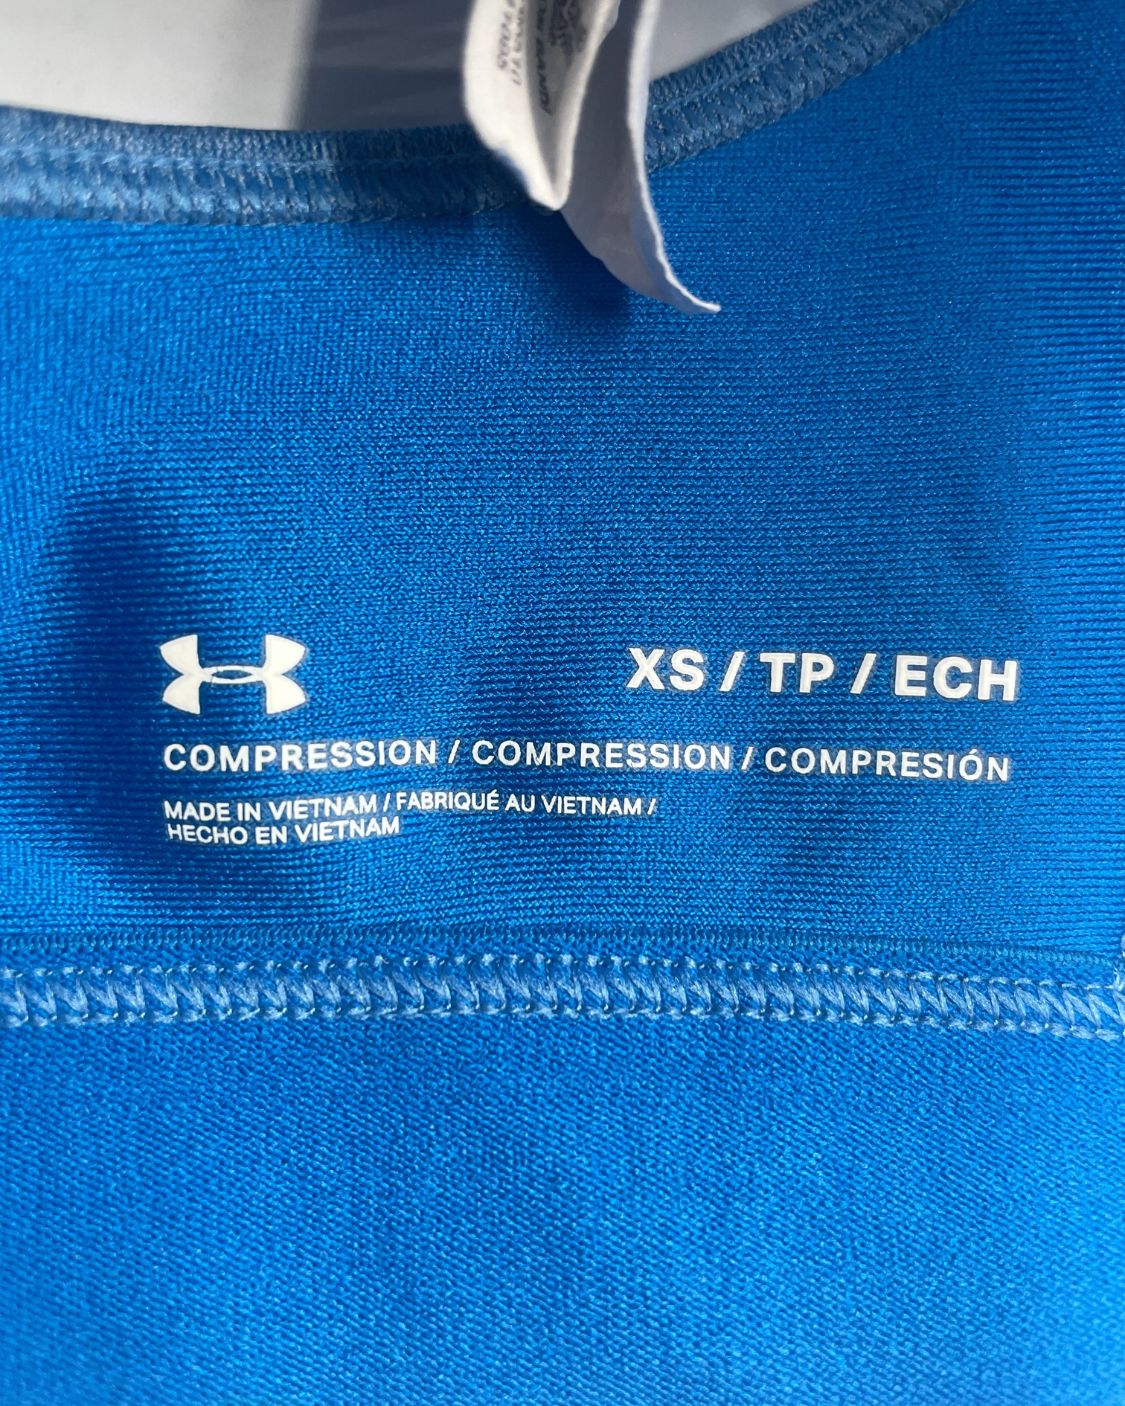 XS / TP / ECH
COMPRESSION / COMPRESSION / COMPRESIÓN
MADE IN VIETNAM / FABRIQUÉ AU VIETNAM /
HECHO EN VIETNAM